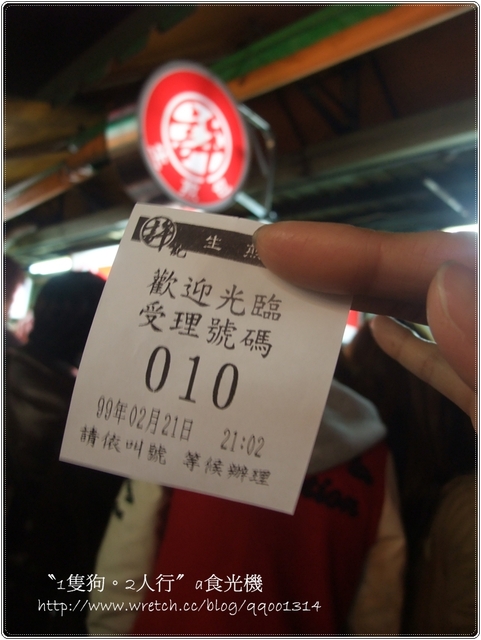 生
歡迎光臨
受理號碼
010
99年02月21日 21:02
請依叫號 等候辦理
〝1隻狗。2人行〞a食光機
http://www.wretch.cc/blog/qqoo1314